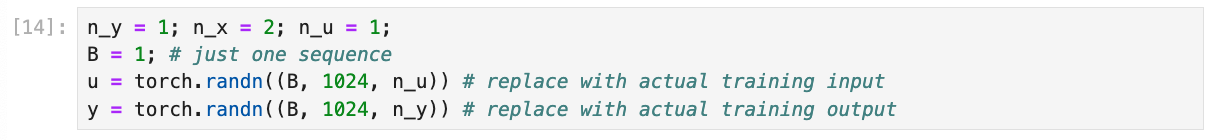 [14]: n_y = 1; n_x = 2; n_u = 1;
B = 1; # just one sequence
u = torch.randn((B, 1024, n_u)) # replace with actual training input
y = torch.randn((B, 1024, n_y)) # replace with actual training output